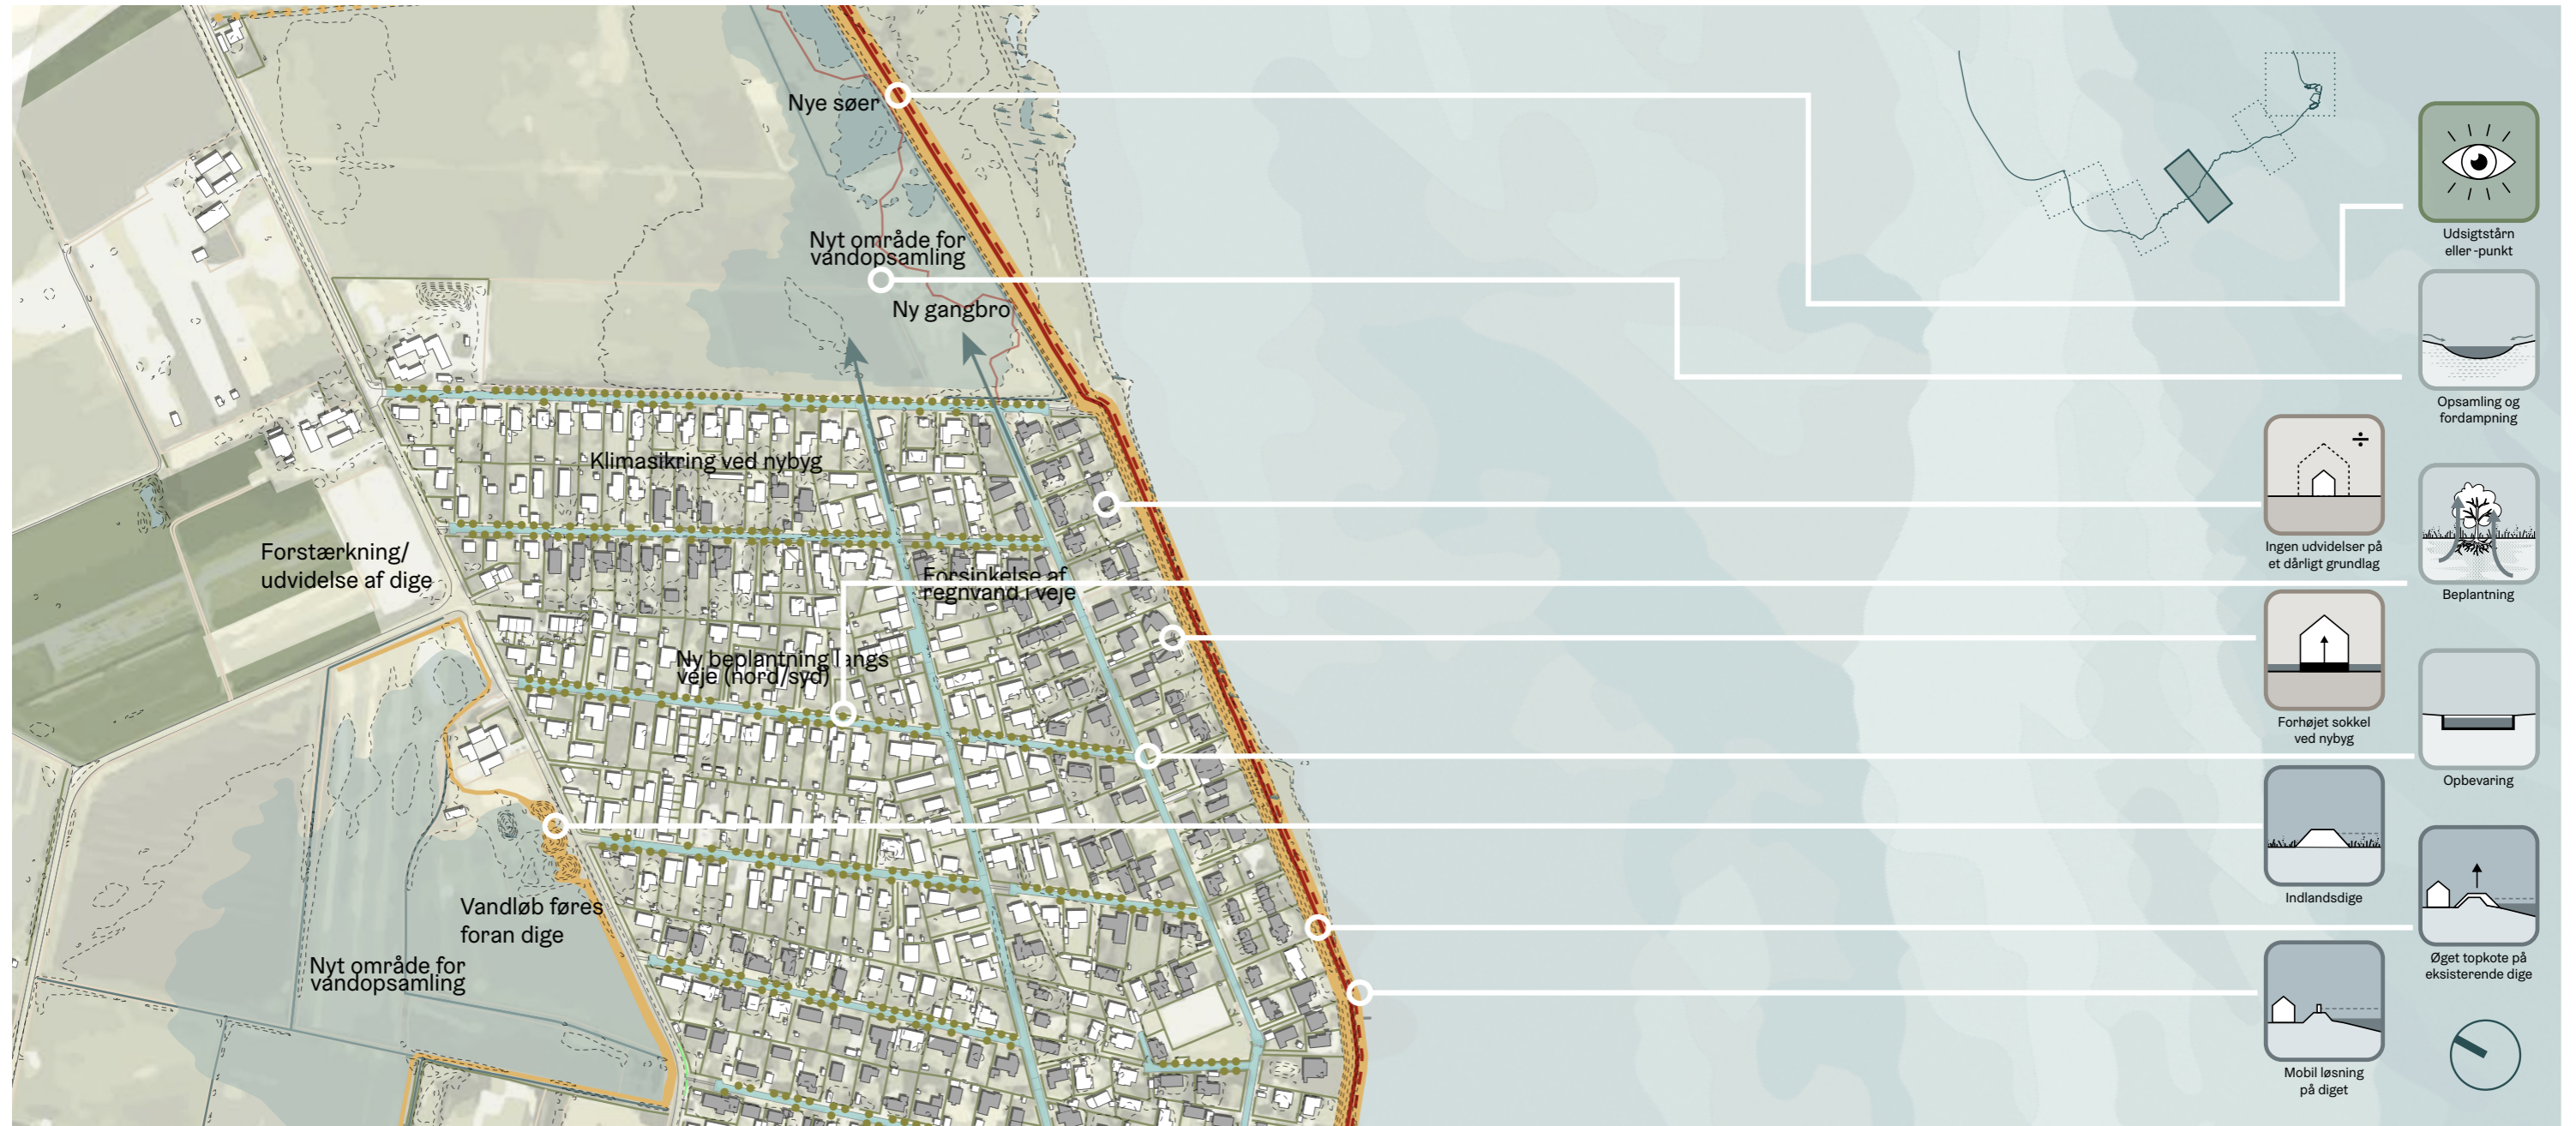 Nye søer
Nyt område for
vandopsamling
Ny gangbro
Klimasikring ved nybyg
Forstærkning/
udvidelse af dige
Forsinkelse af
regnvand i veje
Ny beplantning langs
veje (nord/syd)
Vandløb føres
foran dige
Nyt område for
vandopsamling
Udsigtstårn
eller -punkt
Opsamling og
fordampning
Ingen udvidelser på
et dårligt grundlag
Beplantning
Forhøjet sokkel
ved nybyg
Opbevaring
Indlandsdige
Øget topkote på
eksisterende dige
Mobil løsning
på diget